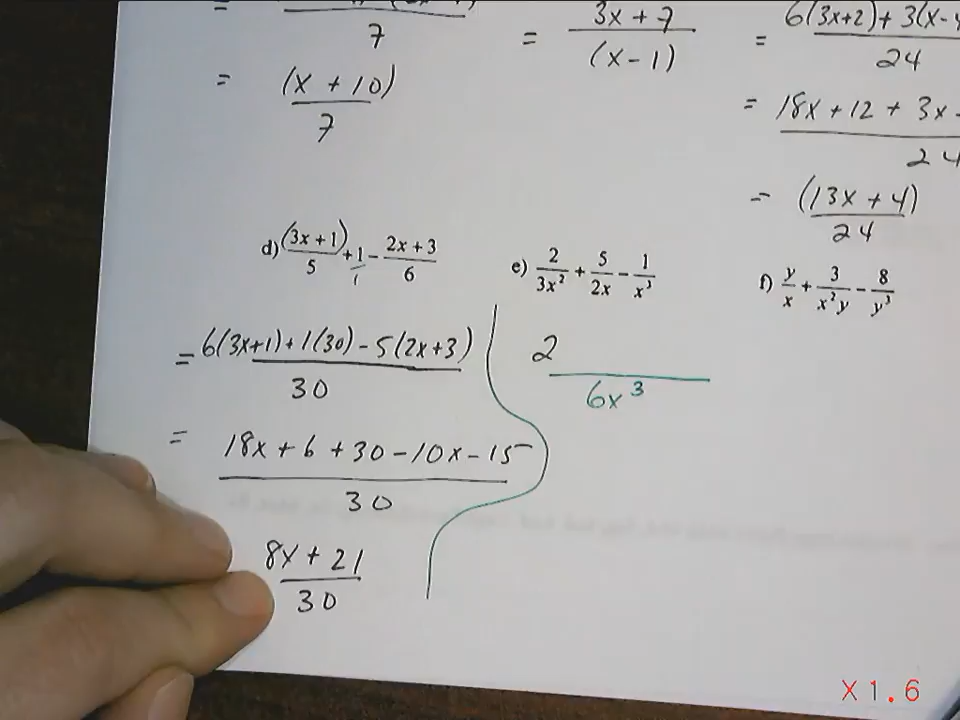 =
7
= 3x + 7 / (x - 1)
= 6(3x+2) + 3(x-4 / 24
= (x + 10) / 7
= 18x + 12 + 3x - / 24
= (13x + 4) / 24
d) (3x + 1)/5 + 1/1 - (2x + 3)/6
e) 2/3x² + 5/2x - 1/x³
f) y/x + 3/x²y - 8/y³
= 6(3x+1) + 1(30) - 5(2x+3) / 30
2 / 6x³
= 18x + 6 + 30 - 10x - 15 / 30
8x + 21 / 30
X1.6